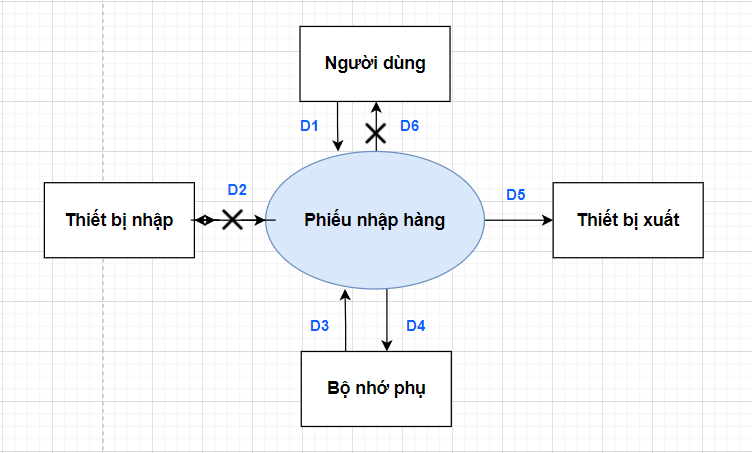 Người dùng
D1
D6
Thiết bị nhập
D2
Phiếu nhập hàng
D5
Thiết bị xuất
D3
D4
Bộ nhớ phụ